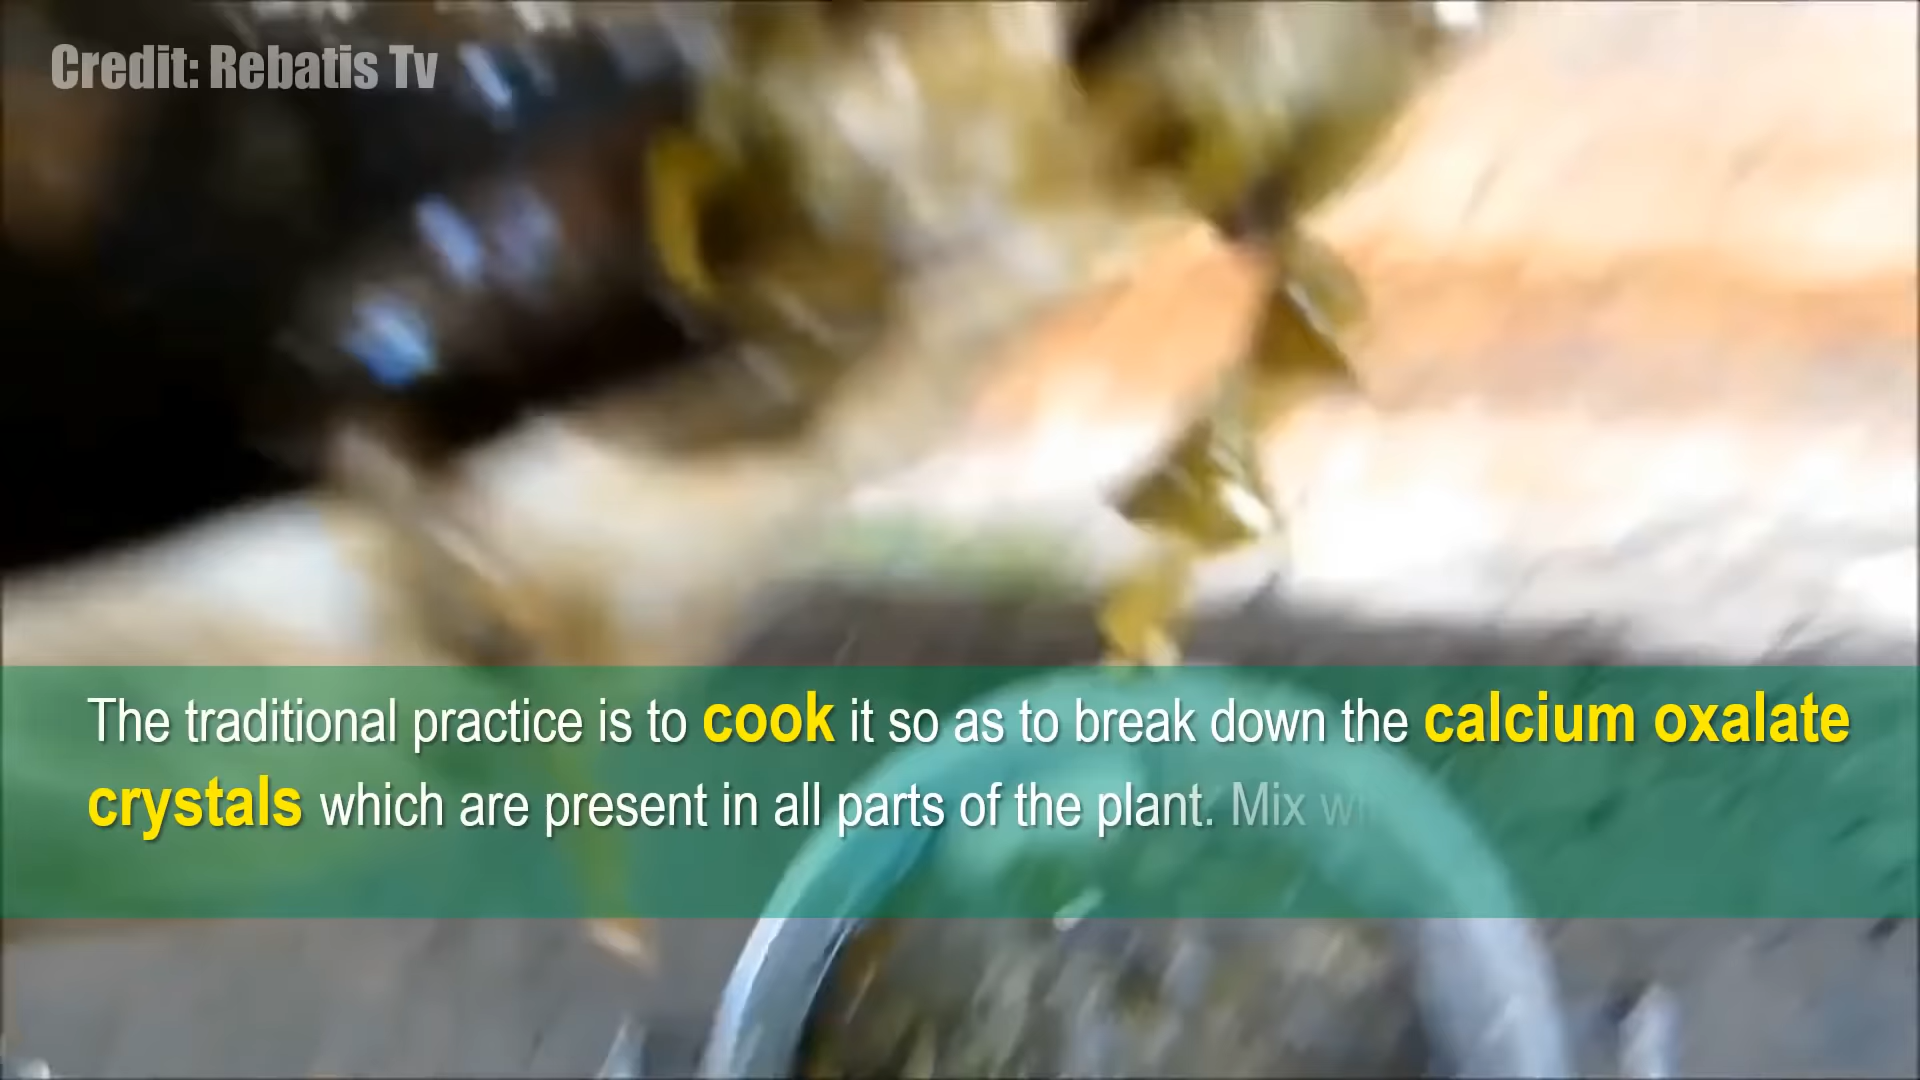 Credit: Rebatis Tv
The traditional practice is to cook it so as to break down the calcium oxalate
crystals which are present in all parts of the plant. Mix